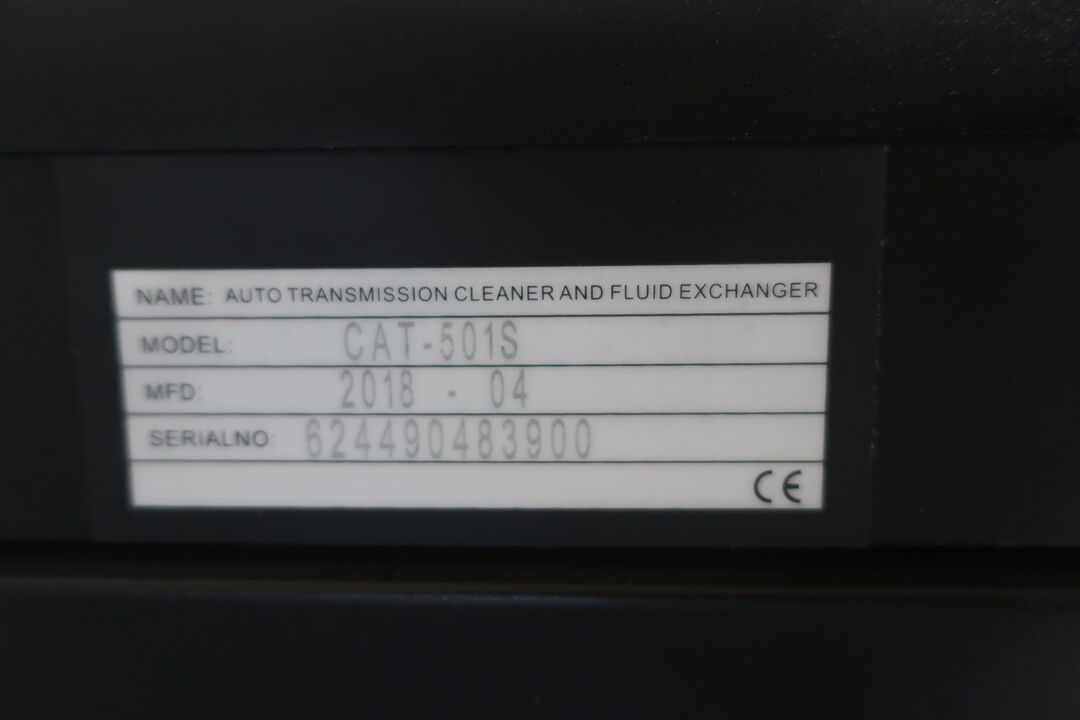 NAME: AUTO TRANSMISSION CLEANER AND FLUID EXCHANGER
MODEL: CAT-501S
MFD: 2018 - 04
SERIALNO: 624490483900
CE